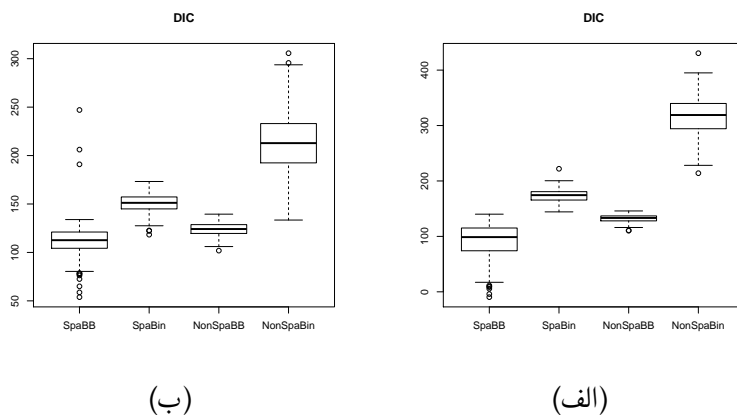 DIC
300
250
200
150
100
50
SpaBB SpaBin NonSpaBB NonSpaBin
(ب)
DIC
400
300
200
100
0
SpaBB SpaBin NonSpaBB NonSpaBin
(الف)